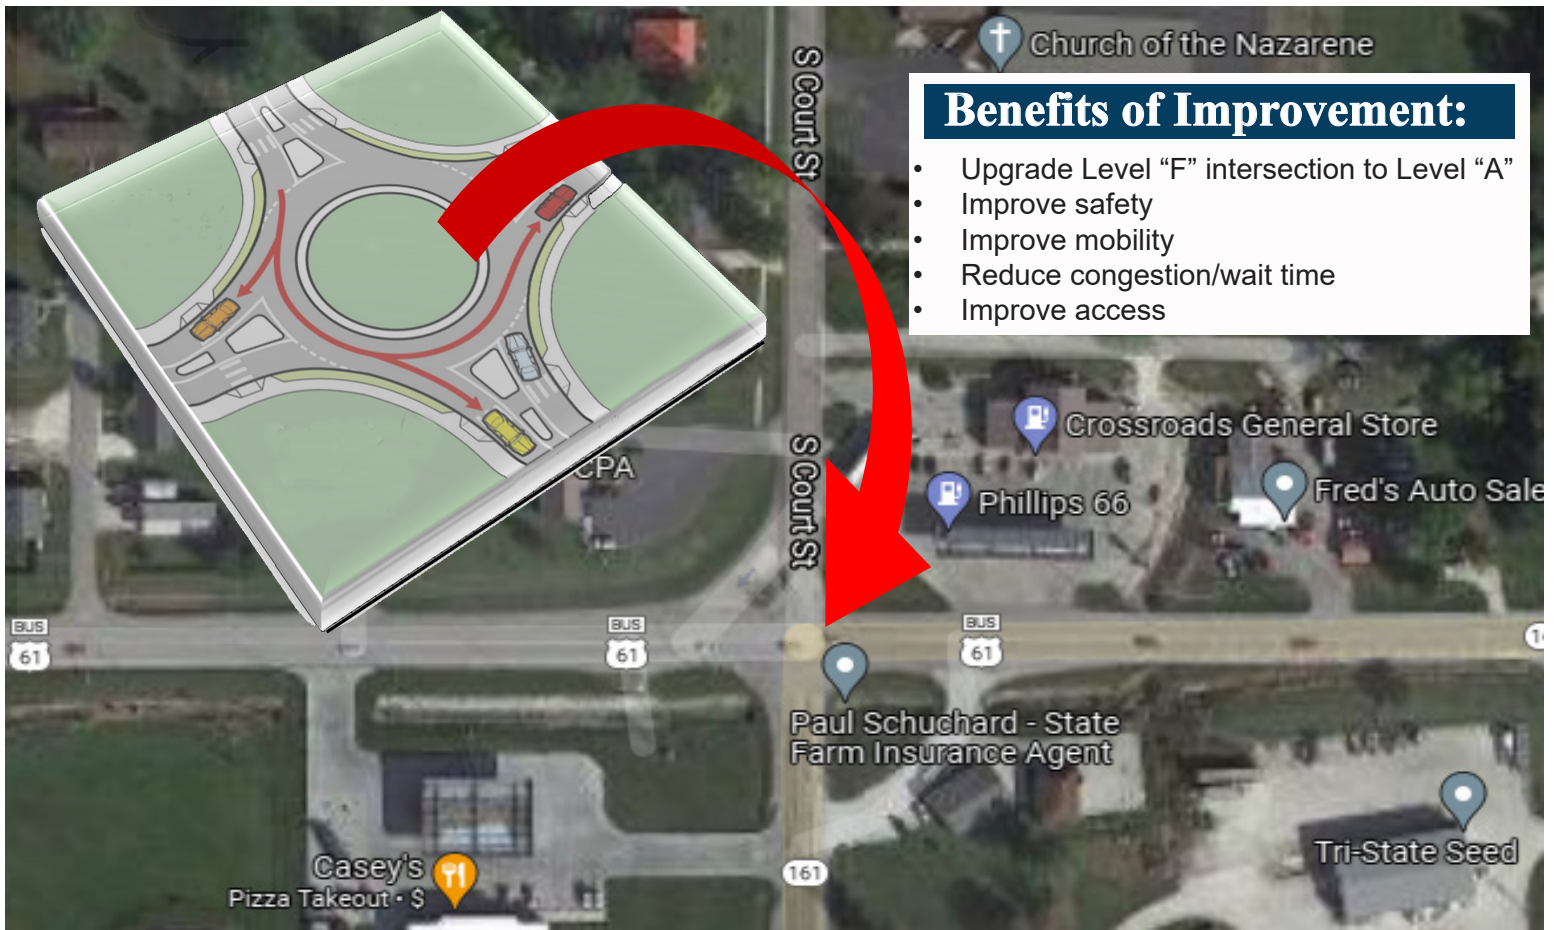 S Court St
Church of the Nazarene
Benefits of Improvement:
• Upgrade Level “F” intersection to Level “A”
• Improve safety
• Improve mobility
• Reduce congestion/wait time
• Improve access
Crossroads General Store
CPA
S Court St
Phillips 66
Fred's Auto Sale
BUS
61
BUS
61
BUS
61
Paul Schuchard - State
Farm Insurance Agent
Casey's
Pizza Takeout • $
161
Tri-State Seed